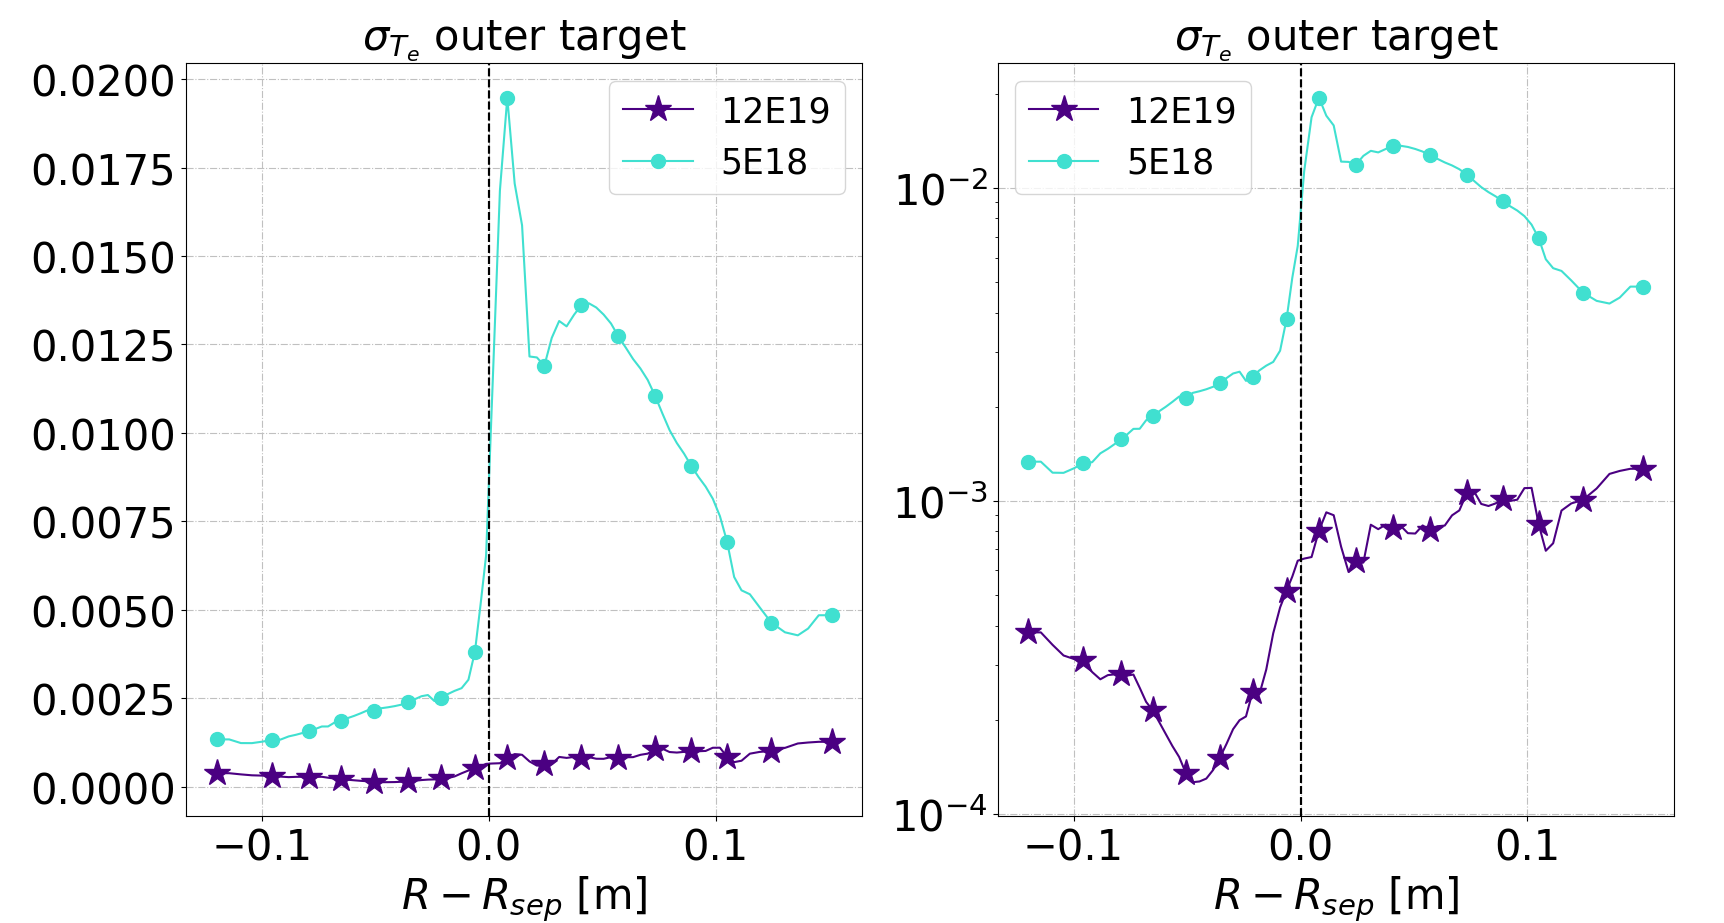 σ_{T_e} outer target
12E19
5E18
0.0200
0.0175
0.0150
0.0125
0.0100
0.0075
0.0050
0.0025
0.0000
−0.1 0.0 0.1
R − R_{sep} [m]
σ_{T_e} outer target
12E19
5E18
10^{−2}
10^{−3}
10^{−4}
−0.1 0.0 0.1
R − R_{sep} [m]